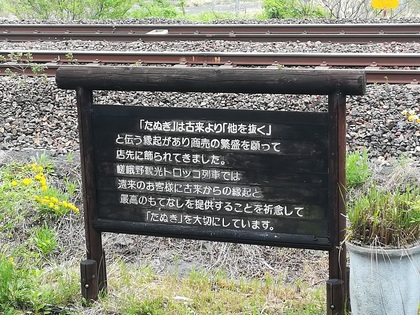 「たぬき」は古来より「他を抜く」
と伝う縁起があり商売の繁盛を願って
店先に飾られてきました。
嵯峨野観光トロッコ列車では
遠来のお客様に古来からの縁起と
最高のもてなしを提供することを祈念して
「たぬき」を大切にしています。